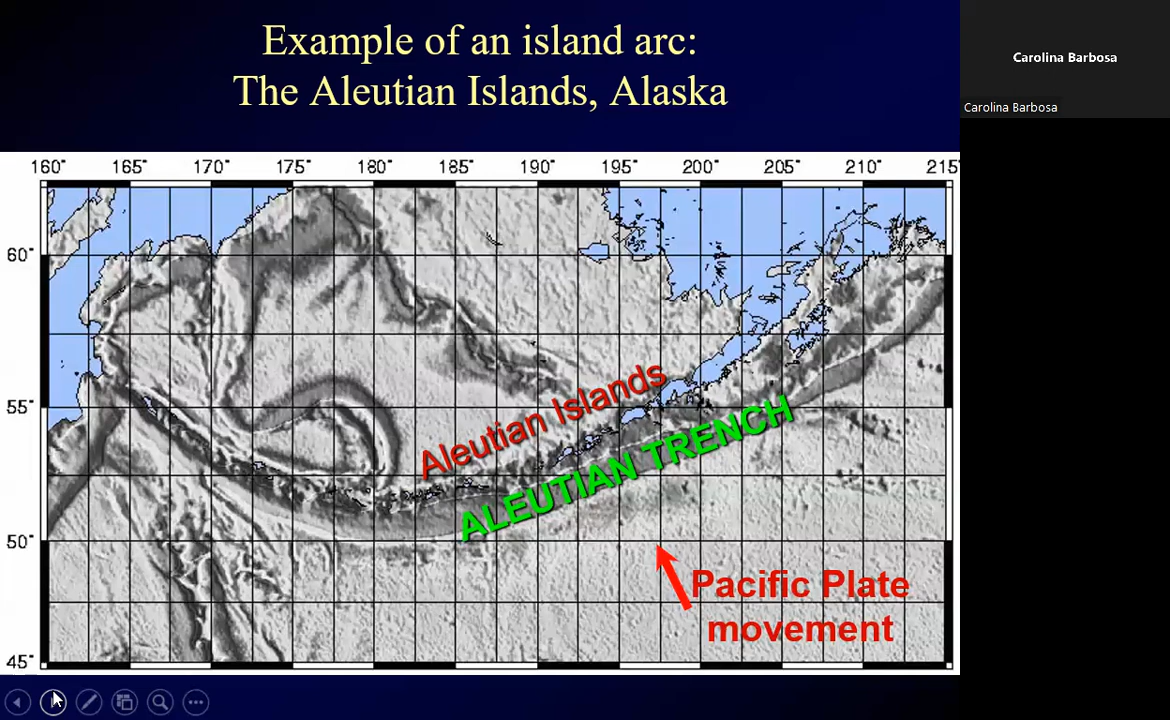 Example of an island arc:
The Aleutian Islands, Alaska
Carolina Barbosa
Carolina Barbosa
160° 165° 170° 175° 180° 185° 190° 195° 200° 205° 210° 215°
60°
55°
50°
45°
Aleutian Islands
ALEUTIAN TRENCH
Pacific Plate
movement